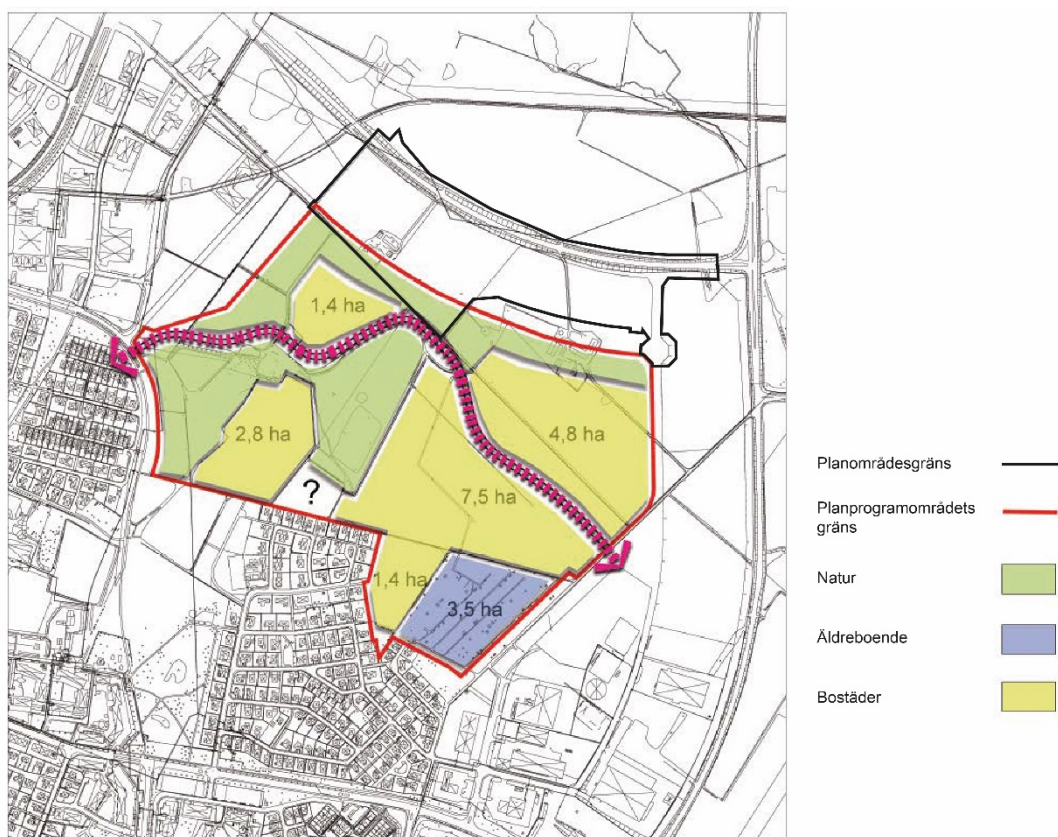 1,4 ha
2,8 ha
4,8 ha
?
7,5 ha
1,4 ha
3,5 ha
Planområdesgräns
Planprogramområdets
gräns
Natur
Äldreboende
Bostäder